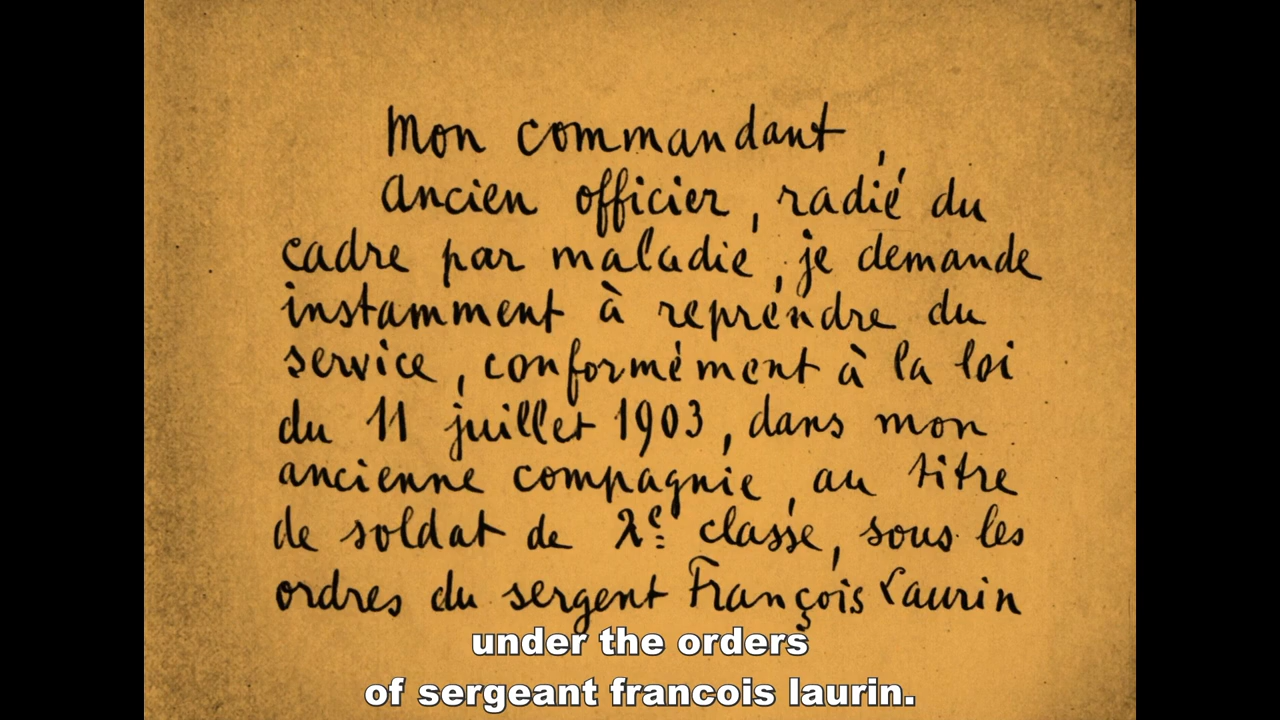 Mon commandant,
Ancien officier, radié du
cadre par maladie, je demande
instamment à reprendre du
service, conformément à la loi
du 11 juillet 1903, dans mon
ancienne compagnie, au titre
de soldat de 2e classe, sous les
ordres du sergent François Laurin
under the orders
of sergeant francois laurin.